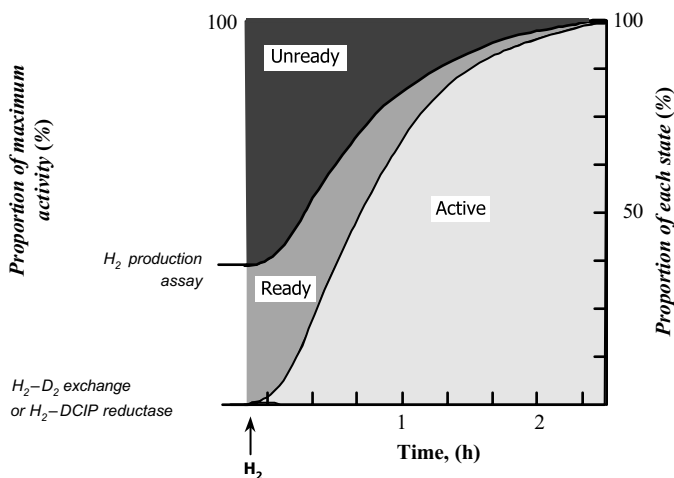 100
100
Unready
Proportion of maximum
activity (%)
Proportion of each state (%)
Active
50
H2 production
assay
Ready
H2–D2 exchange
or H2–DCIP reductase
1
2
Time, (h)
H2